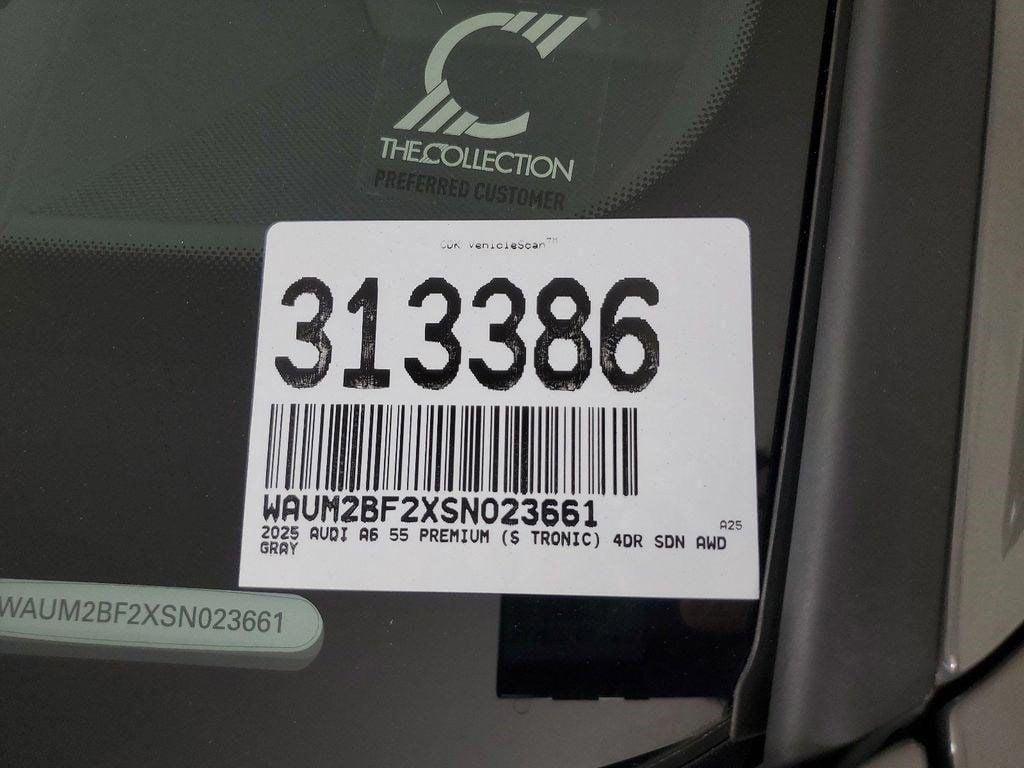 THECOLLECTION
PREFERRED CUSTOMER
CDK VehicleScan™
313386
WAUM2BF2XSN023661
A25
2025 AUDI A6 55 PREMIUM (S TRONIC) 4DR SDN AWD
GRAY
WAUM2BF2XSN023661